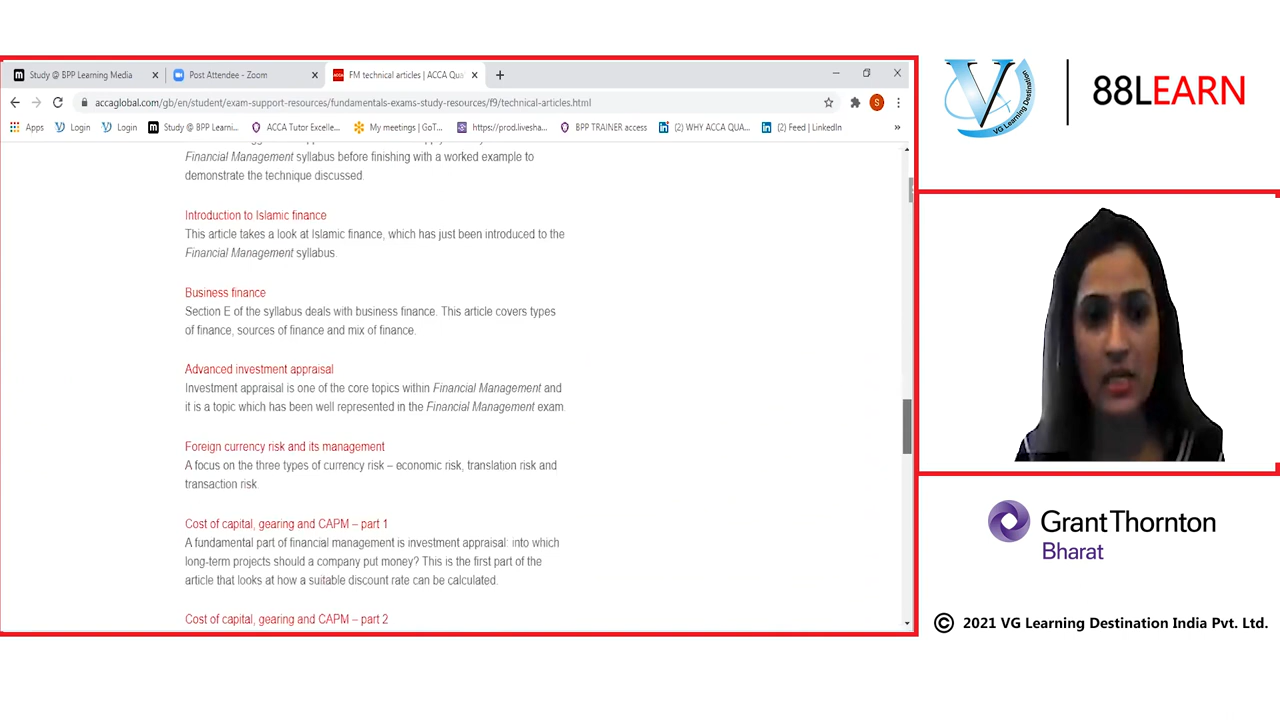 Study @ BPP Learning Media
Post Attendee - Zoom
FM technical articles | ACCA Qua
accaglobal.com/gb/en/student/exam-support-resources/fundamentals-exams-study-resources/f9/technical-articles.html
S
Apps
Login
Login
Study @ BPP Learni...
ACCA Tutor Excelle...
My meetings | GoT...
https://prod.livesha...
BPP TRAINER access
(2) WHY ACCA QUA...
(2) Feed | LinkedIn
Financial Management syllabus before finishing with a worked example to
demonstrate the technique discussed.
Introduction to Islamic finance
This article takes a look at Islamic finance, which has just been introduced to the
Financial Management syllabus.
Business finance
Section E of the syllabus deals with business finance. This article covers types
of finance, sources of finance and mix of finance.
Advanced investment appraisal
Investment appraisal is one of the core topics within Financial Management and
it is a topic which has been well represented in the Financial Management exam.
Foreign currency risk and its management
A focus on the three types of currency risk – economic risk, translation risk and
transaction risk.
Cost of capital, gearing and CAPM – part 1
A fundamental part of financial management is investment appraisal: into which
long-term projects should a company put money? This is the first part of the
article that looks at how a suitable discount rate can be calculated.
Cost of capital, gearing and CAPM – part 2
V
VG Learning Destination
88LEARN
Grant Thornton
Bharat
© 2021 VG Learning Destination India Pvt. Ltd.